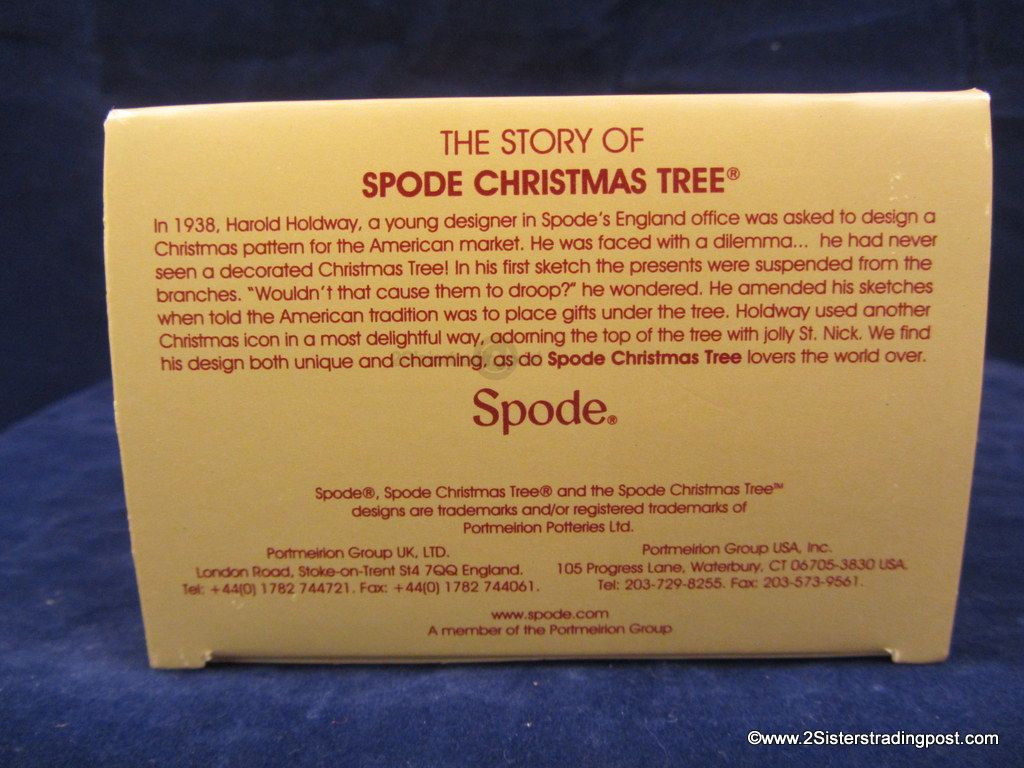 THE STORY OF
SPODE CHRISTMAS TREE®
In 1938, Harold Holdway, a young designer in Spode's England office was asked to design a
Christmas pattern for the American market. He was faced with a dilemma... he had never
seen a decorated Christmas Tree! In his first sketch the presents were suspended from the
branches. "Wouldn't that cause them to droop?" he wondered. He amended his sketches
when told the American tradition was to place gifts under the tree. Holdway used another
Christmas icon in a most delightful way, adorning the top of the tree with jolly St. Nick. We find
his design both unique and charming, as do Spode Christmas Tree lovers the world over.
Spode®
Spode®, Spode Christmas Tree® and the Spode Christmas Tree™
designs are trademarks and/or registered trademarks of
Portmeirion Potteries Ltd.
Portmeirion Group UK, LTD.
London Road, Stoke-on-Trent St4 7QQ England.
Tel: +44(0) 1782 744721. Fax: +44(0) 1782 744061.
Portmeirion Group USA, Inc.
105 Progress Lane, Waterbury, CT 06705-3830 USA.
Tel: 203-729-8255. Fax: 203-573-9561.
www.spode.com
A member of the Portmeirion Group
©www.2Sisterstradingpost.com